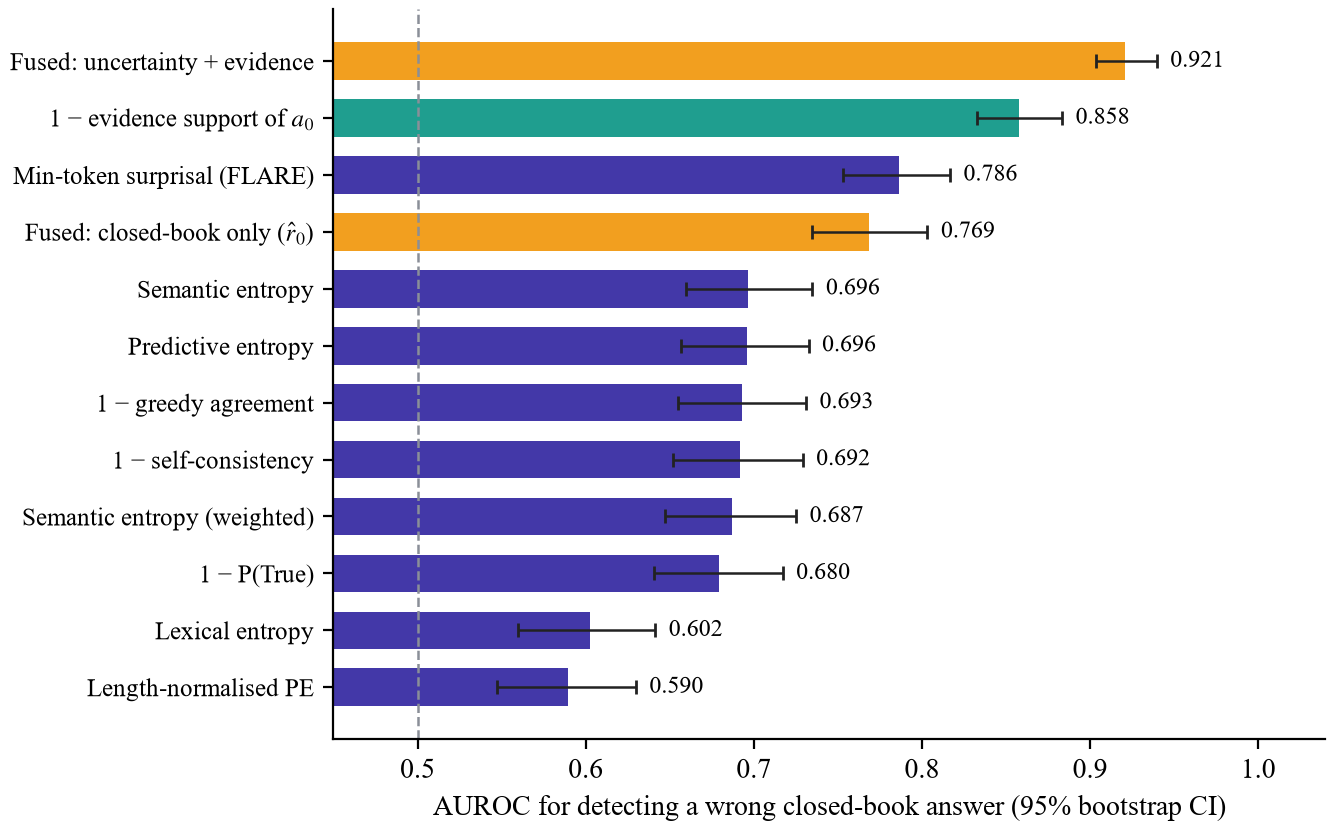 Fused: uncertainty + evidence 0.921
1 − evidence support of a₀ 0.858
Min-token surprisal (FLARE) 0.786
Fused: closed-book only (r̂₀) 0.769
Semantic entropy 0.696
Predictive entropy 0.696
1 − greedy agreement 0.693
1 − self-consistency 0.692
Semantic entropy (weighted) 0.687
1 − P(True) 0.680
Lexical entropy 0.602
Length-normalised PE 0.590
0.5 0.6 0.7 0.8 0.9 1.0
AUROC for detecting a wrong closed-book answer (95% bootstrap CI)